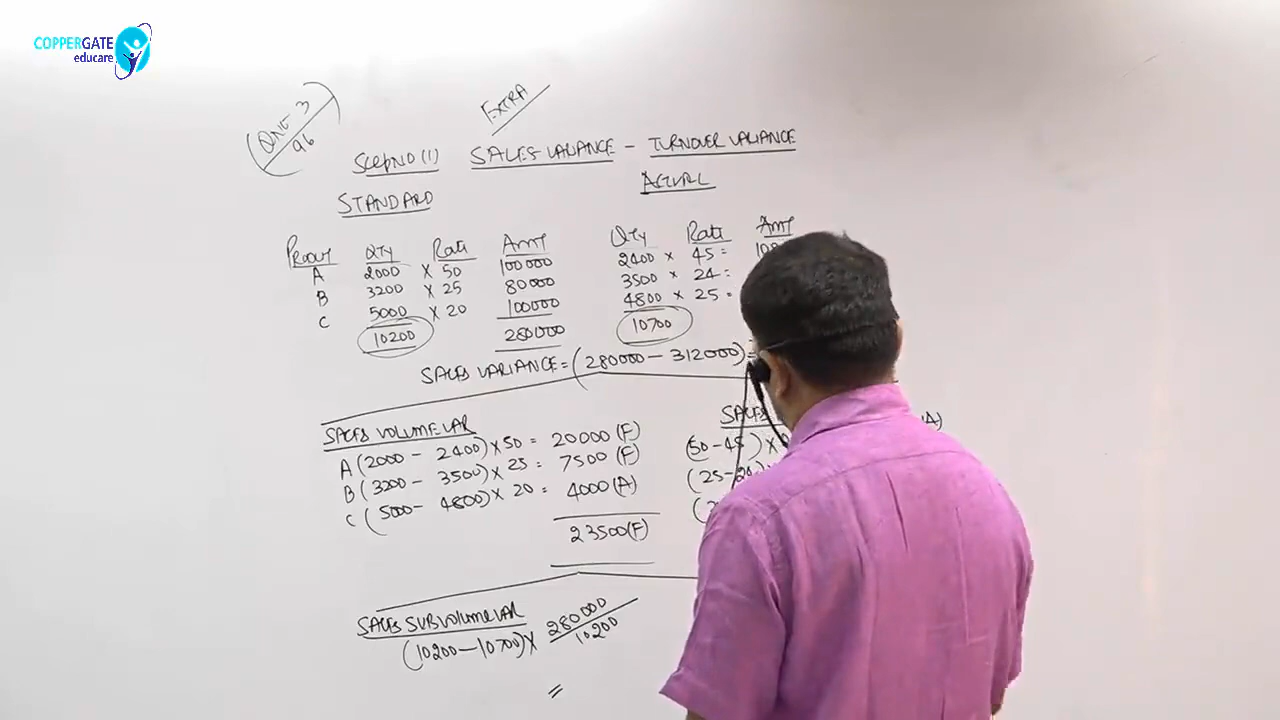 COPPERGATE
educare
QNO-3
96
EXTRA
SALES VARIANCE - TURNOVER VARIANCE
STANDARD
ACTUAL
Product Qty Rate Amt Qty Rate Amt
A 2000 × 50 100000 2400 × 45 =
B 3200 × 25 80000 3500 × 24 =
C 5000 × 20 100000 4800 × 25 =
10200 280000 10700
SALES VARIANCE = (280000 - 312000) =
SALES VOLUME VAR
A (2000 - 2400) × 50 = 20000 (F) (50-45) ×
B (3200 - 3500) × 25 = 7500 (F)
C (5000 - 4800) × 20 = 4000 (A)
23500 (F)
SALES SUB VOLUME VAR
(10200 - 10700) × 280000
10200
=